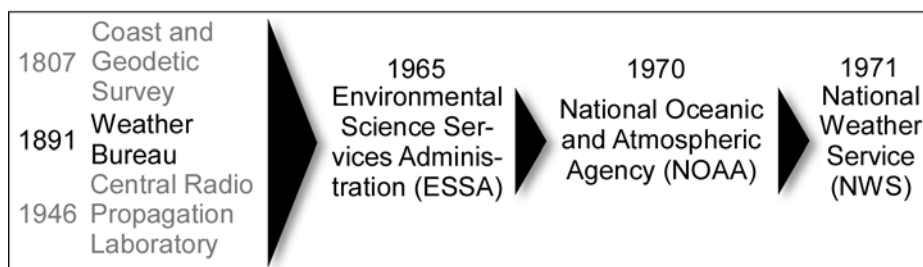 1807 Coast and
Geodetic
Survey
1891 Weather
Bureau
1946 Central Radio
Propagation
Laboratory
1965
Environmental
Science Ser-
vices Adminis-
tration (ESSA)
1970
National Oceanic
and Atmospheric
Agency (NOAA)
1971
National
Weather
Service
(NWS)